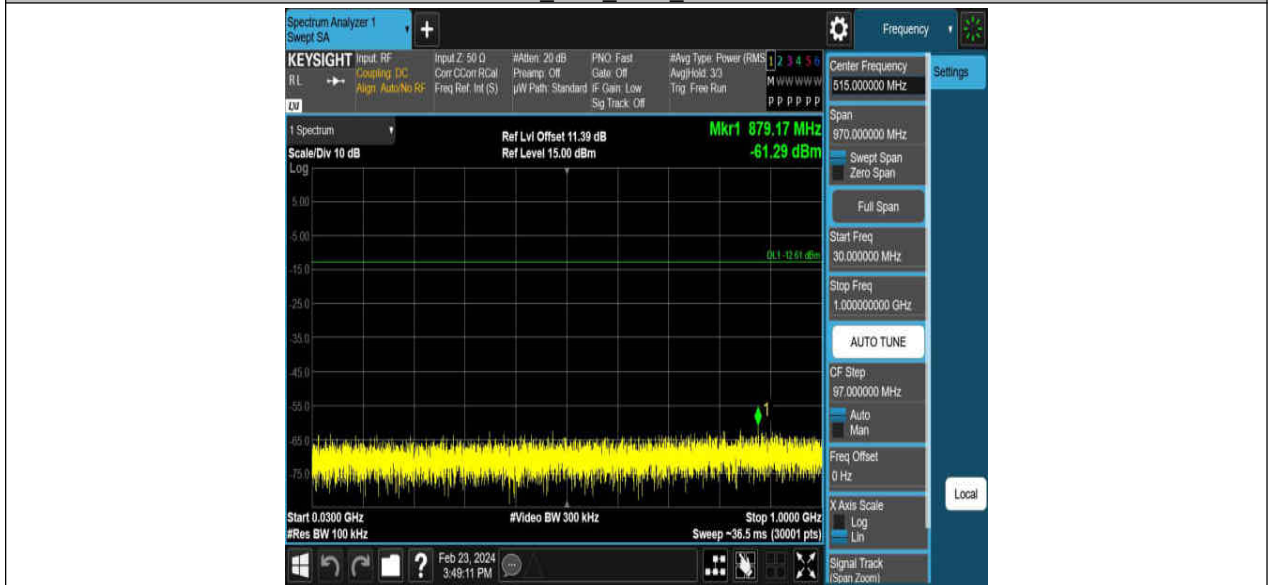 Spectrum Analyzer 1
Swept SA
+
Frequency
KEYSIGHT
RL
Input: RF
Coupling: DC
Align: Auto/No RF
Input Z: 50 Ω
Corr CCorr RCal
Freq Ref: Int (S)
#Atten: 20 dB
Preamp: Off
µW Path: Standard
PNO: Fast
Gate: Off
IF Gain: Low
Sig Track: Off
#Avg Type: Power (RMS
Avg|Hold: 3/3
Trig: Free Run
1 2 3 4 5 6
M W W W W W
P P P P P P
1 Spectrum
Scale/Div 10 dB
Log
Ref Lvl Offset 11.39 dB
Ref Level 15.00 dBm
Mkr1 879.17 MHz
-61.29 dBm
5.00
-5.00
DL1 -12.61 dBm
-15.0
-25.0
-35.0
-45.0
-55.0
1
-65.0
-75.0
Start 0.0300 GHz
#Res BW 100 kHz
#Video BW 300 kHz
Stop 1.0000 GHz
Sweep ~36.5 ms (30001 pts)
Center Frequency
515.000000 MHz
Settings
Span
970.000000 MHz
Swept Span
Zero Span
Full Span
Start Freq
30.000000 MHz
Stop Freq
1.000000000 GHz
AUTO TUNE
CF Step
97.000000 MHz
Auto
Man
Freq Offset
0 Hz
Local
X Axis Scale
Log
Lin
Signal Track
(Span Zoom)
?
Feb 23, 2024
3:49:11 PM